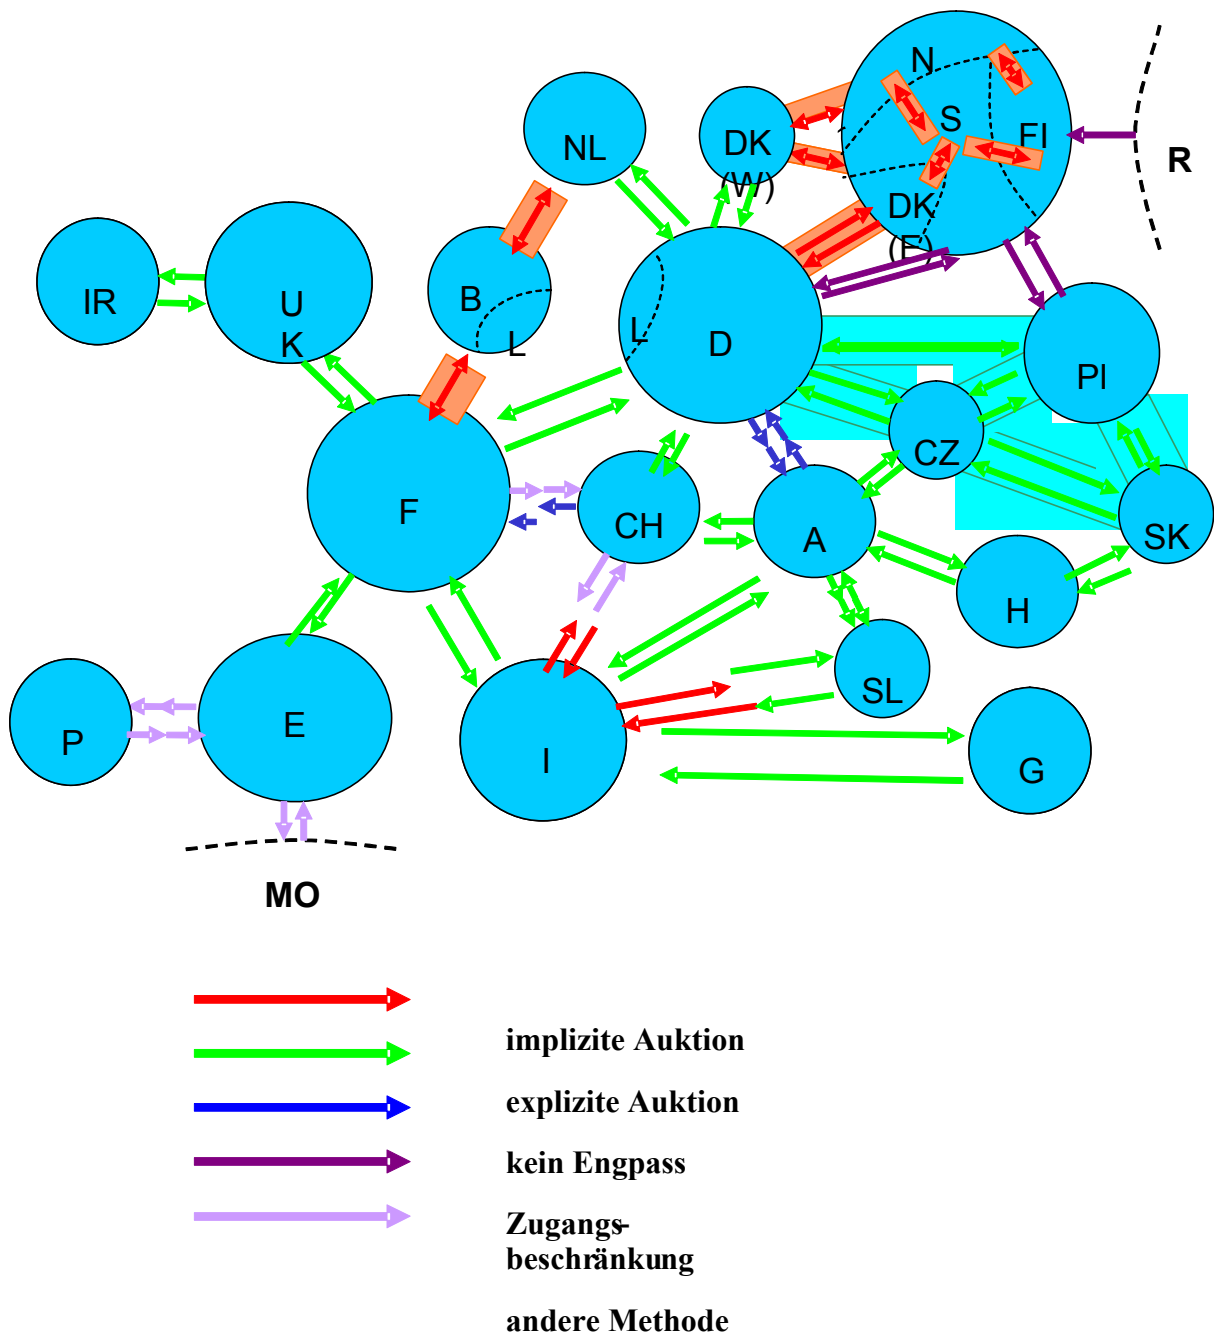 N
NL
DK
(W)
S
FI
R
DK
(E)
IR
U
K
B
L
L
D
Pl
CZ
F
CH
A
SK
H
SL
P
E
I
G
MO
implizite Auktion
explizite Auktion
kein Engpass
Zugangs-
beschränkung
andere Methode